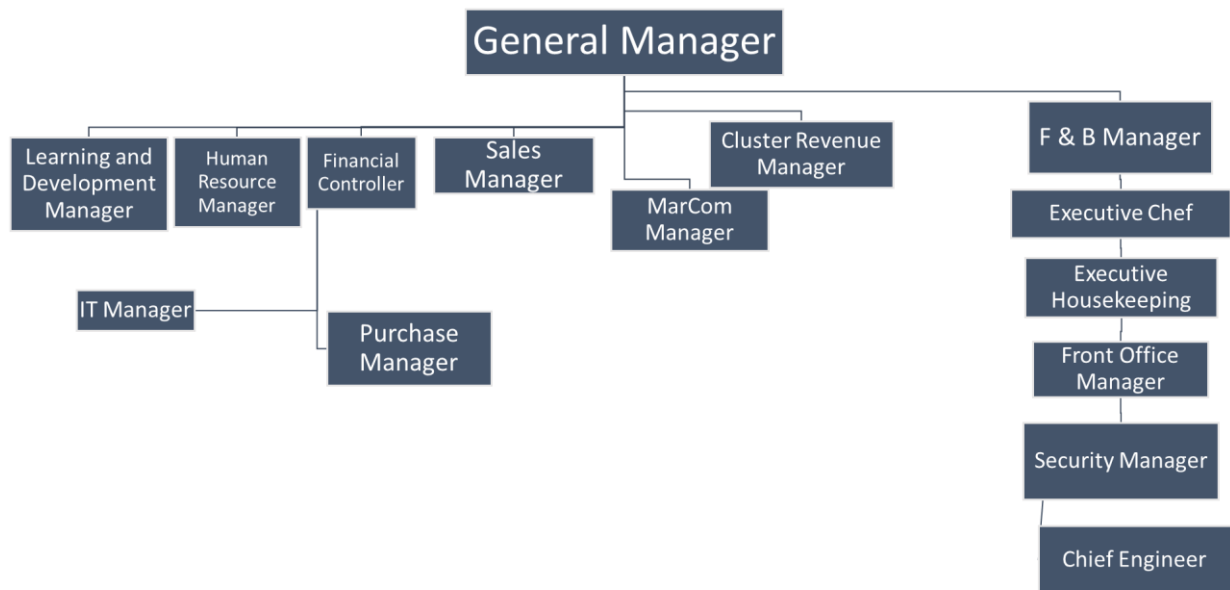 General Manager
Learning and
Development
Manager
Human
Resource
Manager
Financial
Controller
Sales
Manager
MarCom
Manager
Cluster Revenue
Manager
F & B Manager
Executive Chef
Executive
Housekeeping
Front Office
Manager
Security Manager
Chief Engineer
IT Manager
Purchase
Manager